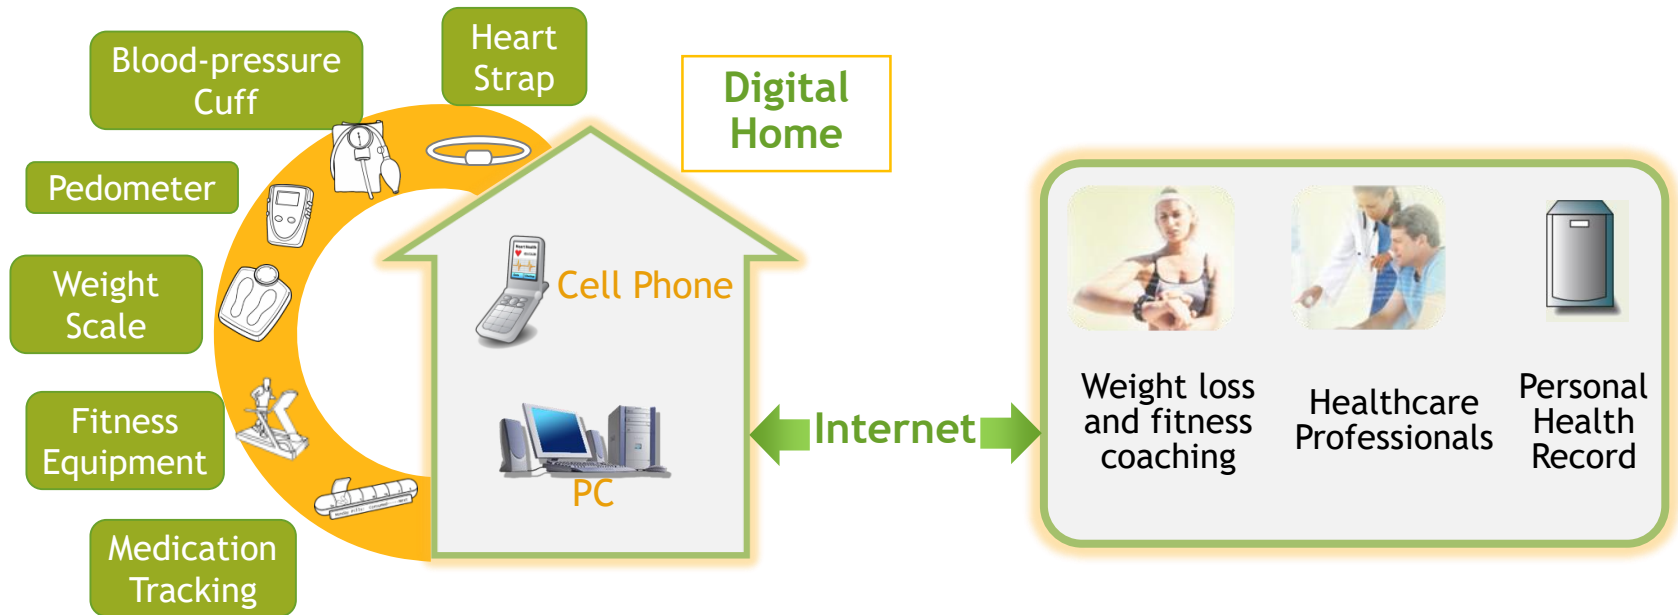 Heart
Strap
Blood-pressure
Cuff
Digital
Home
Pedometer
Weight
Scale
Cell Phone
Fitness
Equipment
PC
Medication
Tracking
Internet
Weight loss
and fitness
coaching
Healthcare
Professionals
Personal
Health
Record